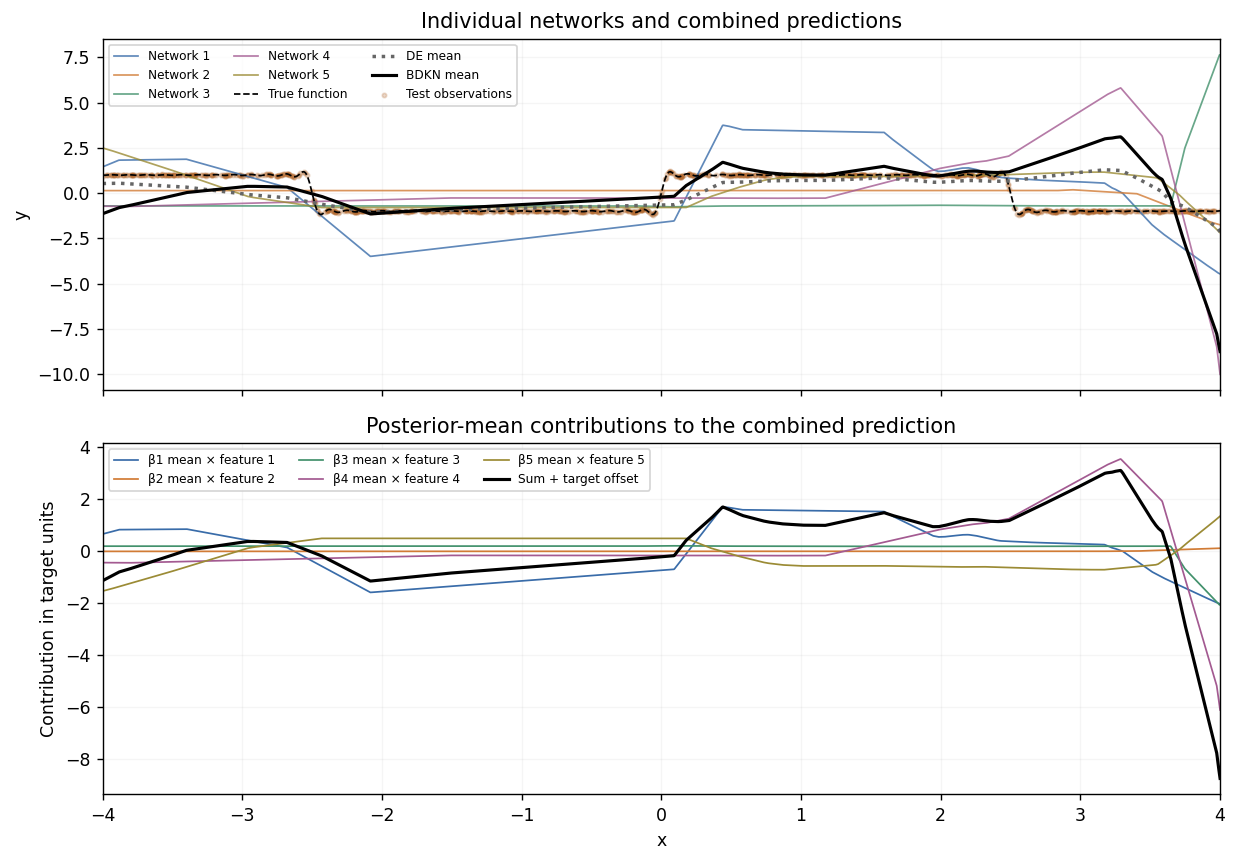 Individual networks and combined predictions
Network 1 Network 4 DE mean
Network 2 Network 5 BDKN mean
Network 3 True function Test observations
7.5
5.0
2.5
0.0
−2.5
−5.0
−7.5
−10.0
y
Posterior-mean contributions to the combined prediction
β1 mean × feature 1 β3 mean × feature 3 β5 mean × feature 5
β2 mean × feature 2 β4 mean × feature 4 Sum + target offset
4
2
0
−2
−4
−6
−8
Contribution in target units
−4 −3 −2 −1 0 1 2 3 4
x